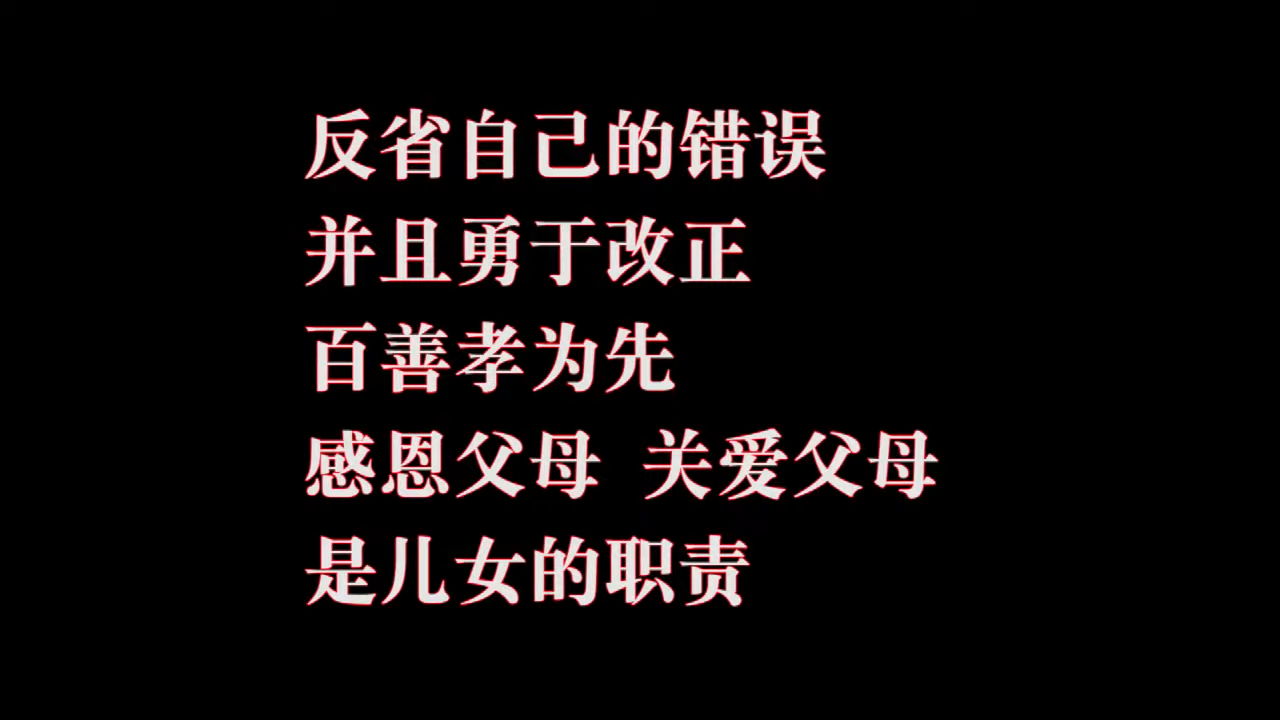 反省自己的错误
并且勇于改正
百善孝为先
感恩父母 关爱父母
是儿女的职责